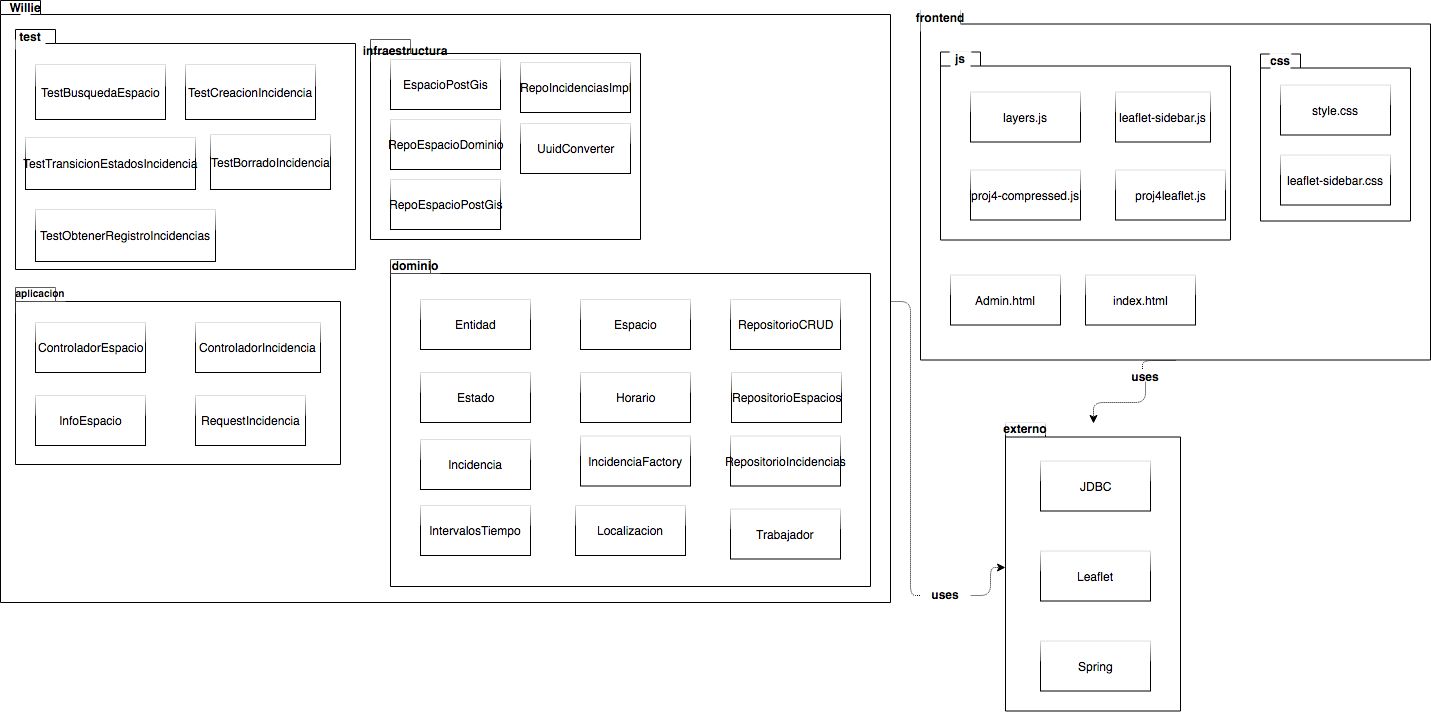 Willie
test
TestBusquedaEspacio
TestCreacionIncidencia
TestTransicionEstadosIncidencia
TestBorradoIncidencia
TestObtenerRegistroIncidencias
infraestructura
EspacioPostGis
RepoIncidenciasImpl
RepoEspacioDominio
UuidConverter
RepoEspacioPostGis
aplicacion
ControladorEspacio
ControladorIncidencia
InfoEspacio
RequestIncidencia
dominio
Entidad
Espacio
RepositorioCRUD
Estado
Horario
RepositorioEspacios
Incidencia
IncidenciaFactory
RepositorioIncidencias
IntervalosTiempo
Localizacion
Trabajador
frontend
js
layers.js
leaflet-sidebar.js
proj4-compressed.js
proj4leaflet.js
css
style.css
leaflet-sidebar.css
Admin.html
index.html
uses
uses
externo
JDBC
Leaflet
Spring